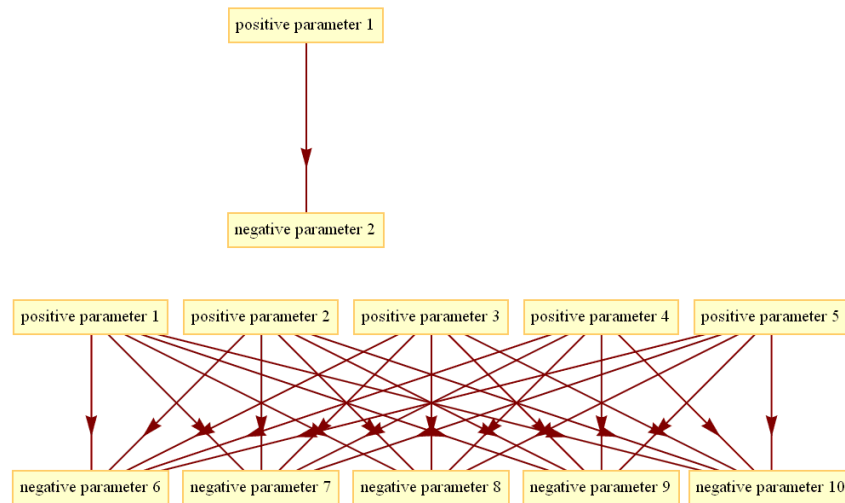 positive parameter 1
negative parameter 2
positive parameter 1
positive parameter 2
positive parameter 3
positive parameter 4
positive parameter 5
negative parameter 6
negative parameter 7
negative parameter 8
negative parameter 9
negative parameter 10